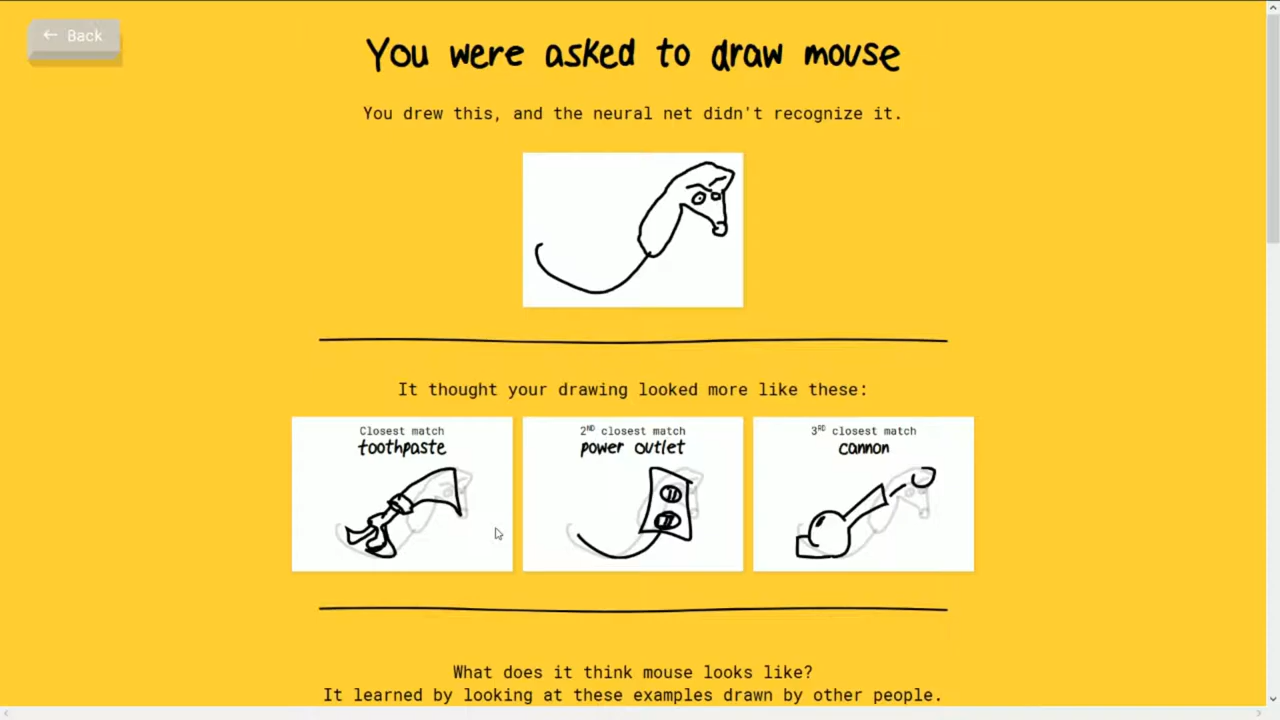 ← Back
You were asked to draw mouse
You drew this, and the neural net didn't recognize it.
It thought your drawing looked more like these:
Closest match
toothpaste
2ND closest match
power outlet
3RD closest match
cannon
What does it think mouse looks like?
It learned by looking at these examples drawn by other people.